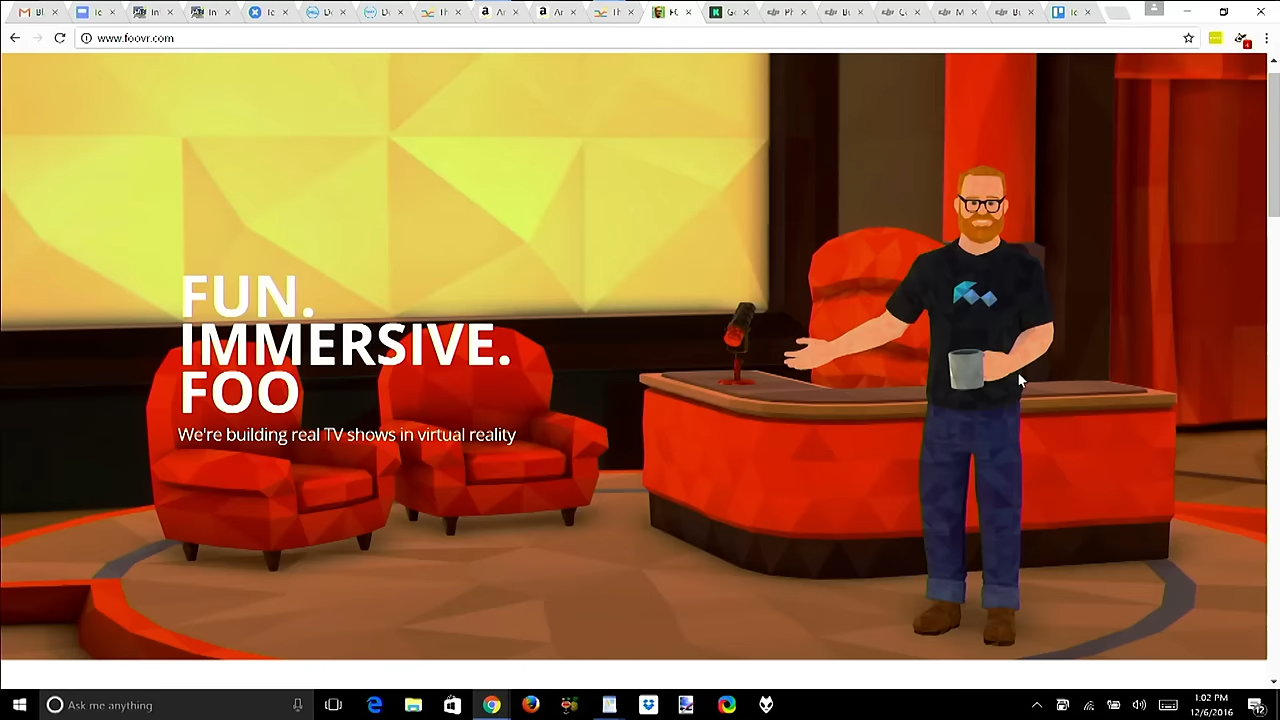 www.foovr.com
FUN.
IMMERSIVE.
FOO
We're building real TV shows in virtual reality
Ask me anything
1:02 PM
12/6/2016